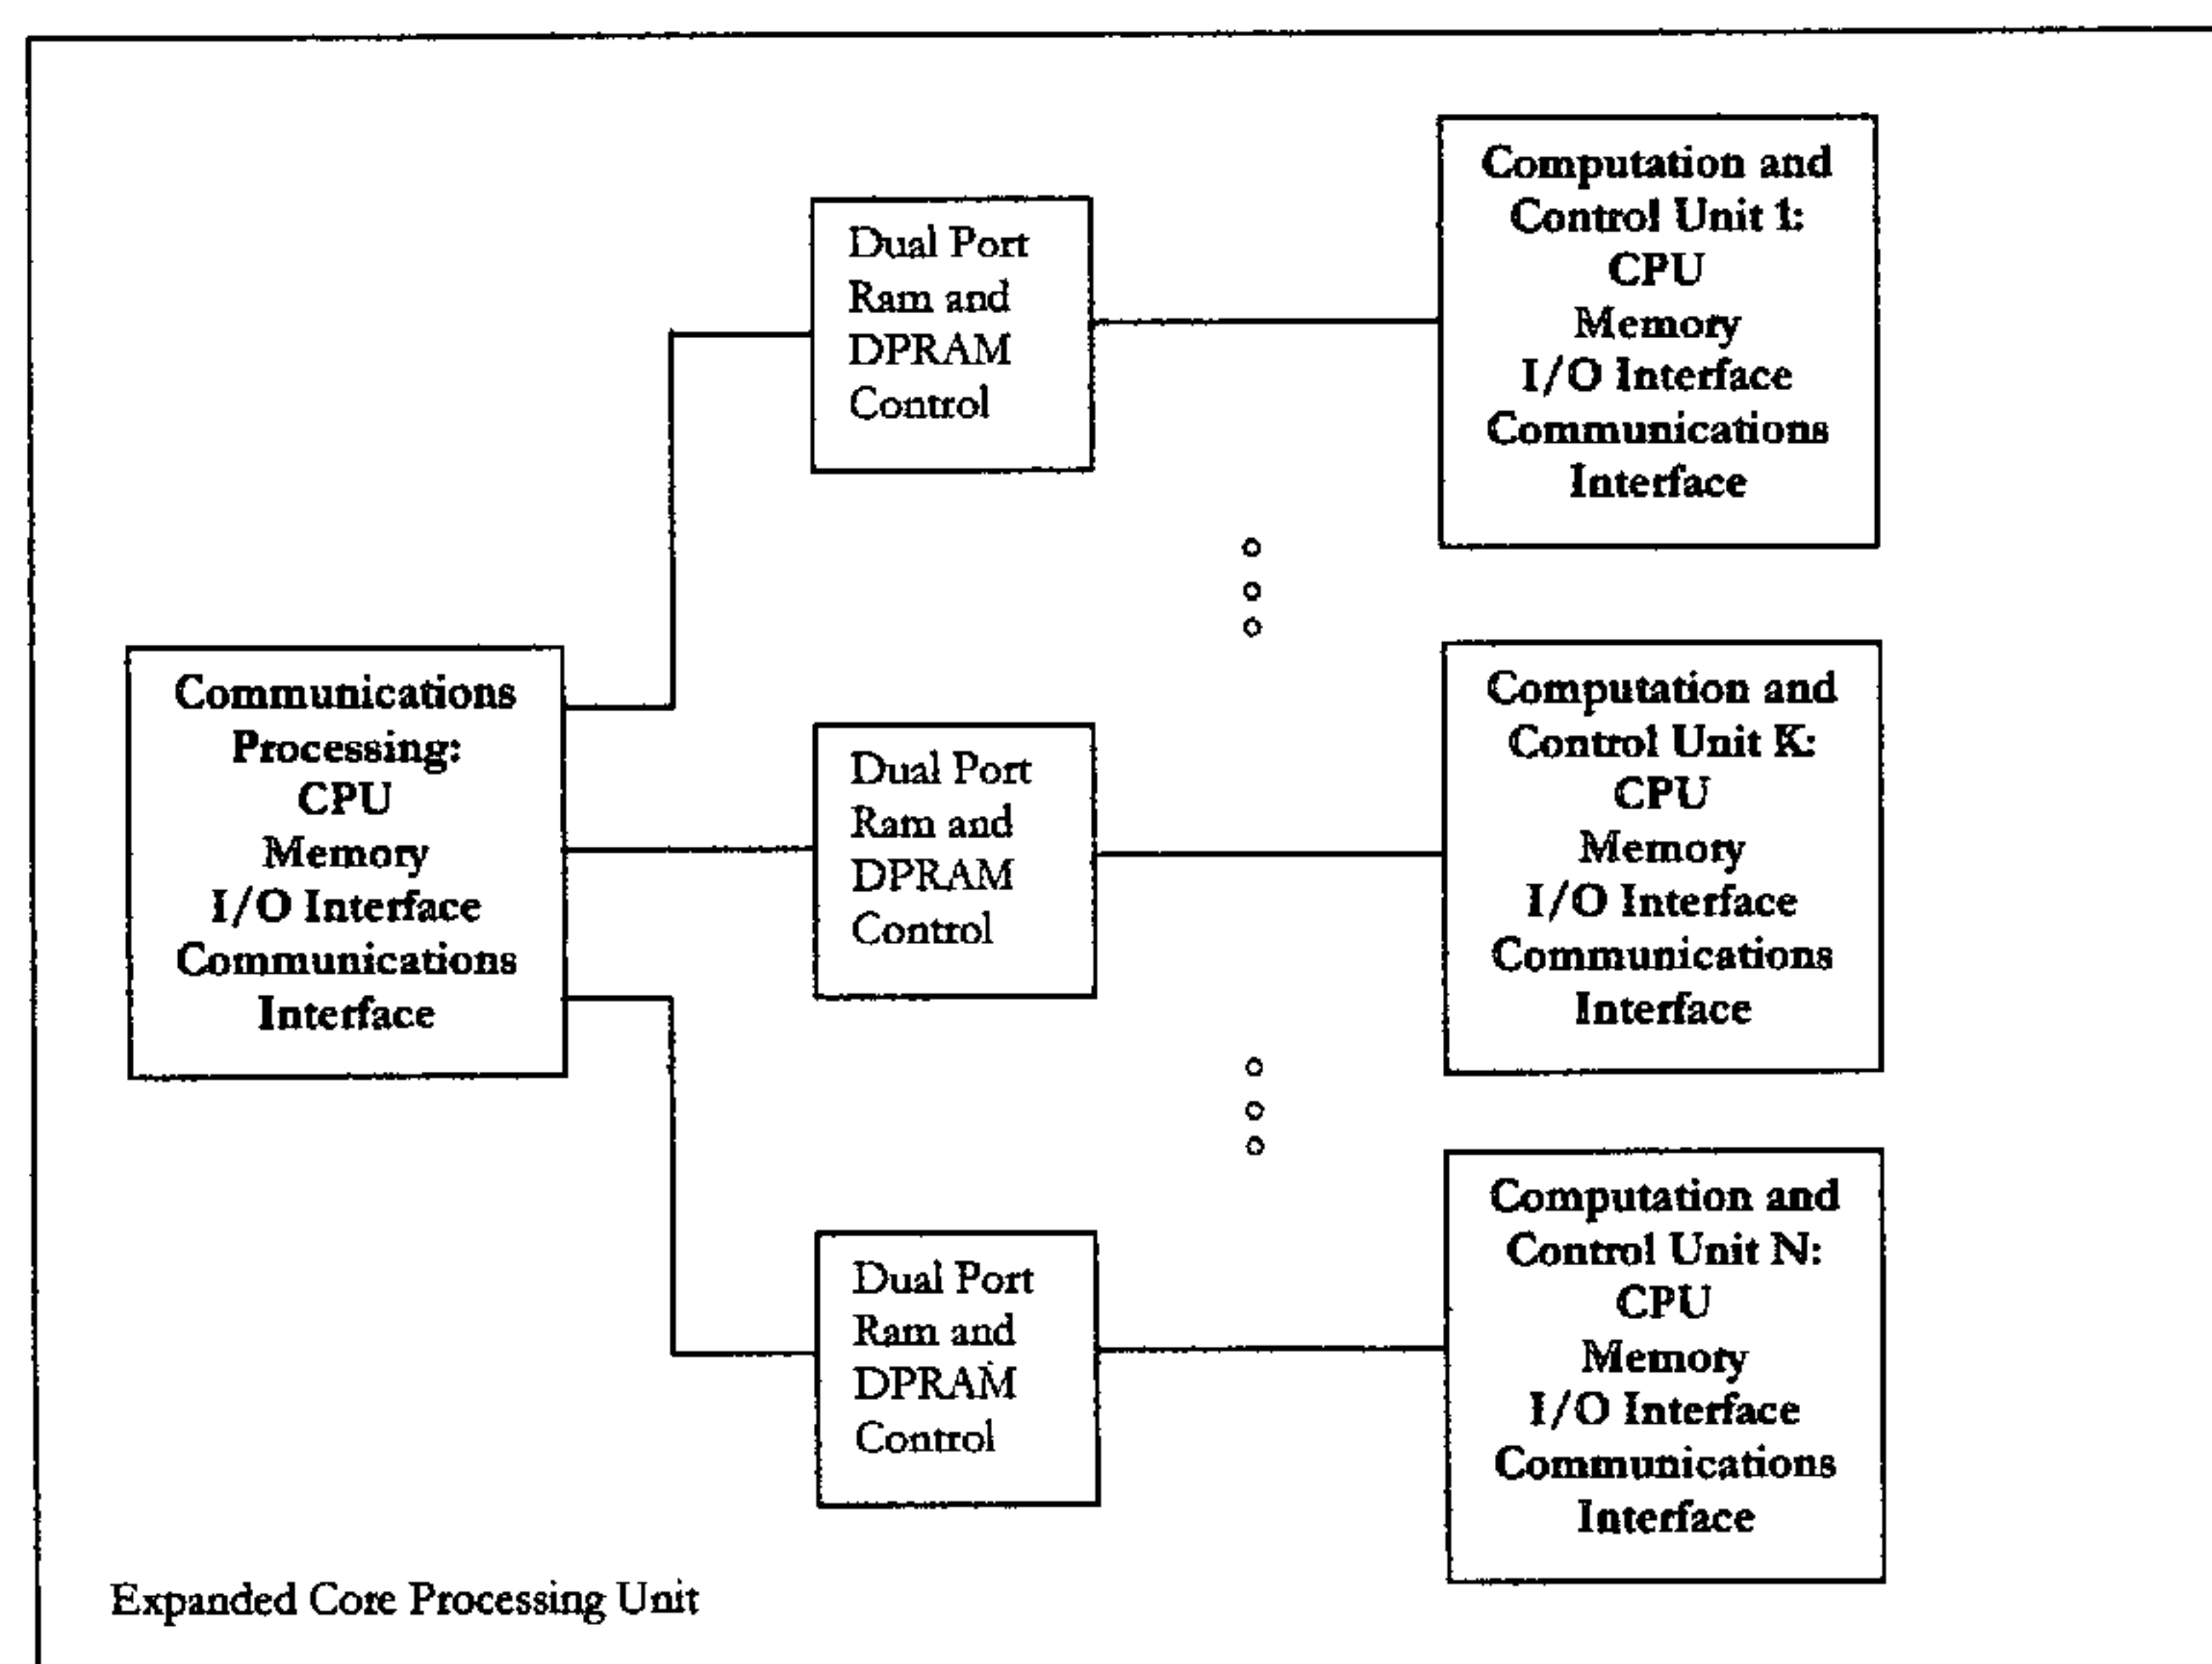 Computation and
Control Unit 1:
CPU
Memory
I/O Interface
Communications
Interface
Dual Port
Ram and
DPRAM
Control
Communications
Processing:
CPU
Memory
I/O Interface
Communications
Interface
Dual Port
Ram and
DPRAM
Control
Computation and
Control Unit K:
CPU
Memory
I/O Interface
Communications
Interface
Dual Port
Ram and
DPRAM
Control
Computation and
Control Unit N:
CPU
Memory
I/O Interface
Communications
Interface
Expanded Core Processing Unit